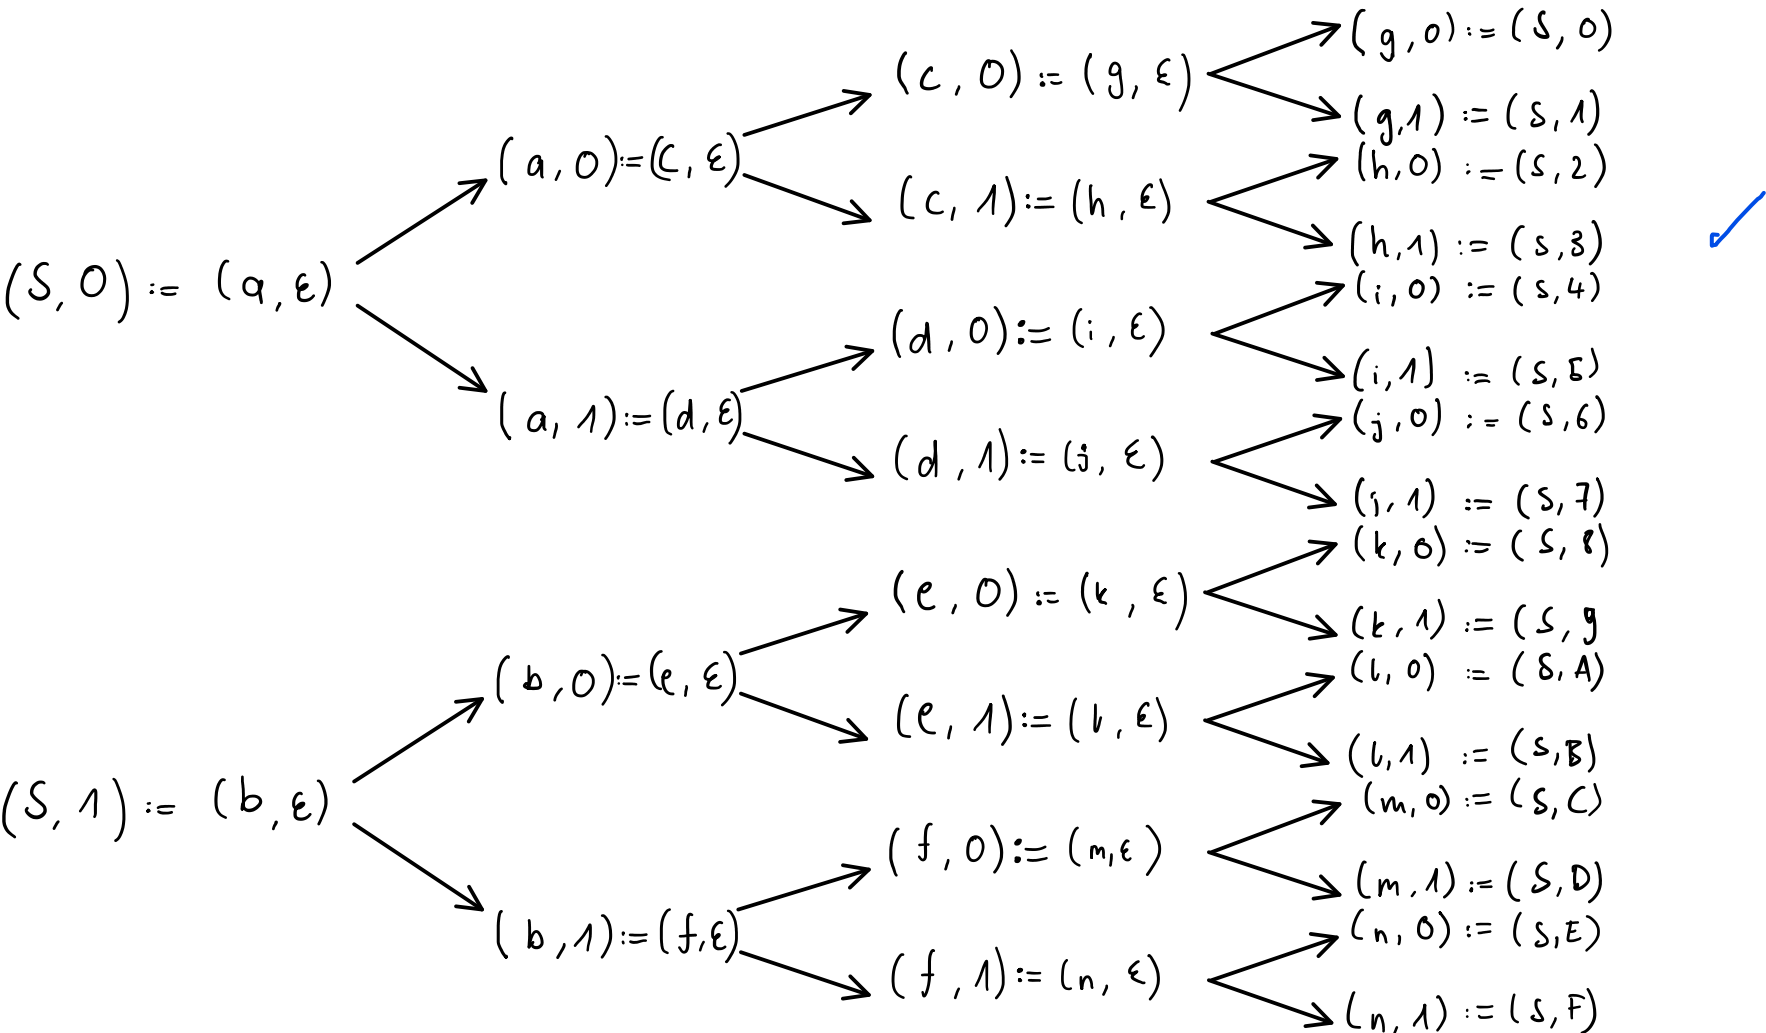 (S, 0) := (a, ε)
(S, 1) := (b, ε)
(a, 0) := (C, ε)
(a, 1) := (d, ε)
(b, 0) := (e, ε)
(b, 1) := (f, ε)
(c, 0) := (g, ε)
(c, 1) := (h, ε)
(d, 0) := (i, ε)
(d, 1) := (j, ε)
(e, 0) := (k, ε)
(e, 1) := (l, ε)
(f, 0) := (m, ε)
(f, 1) := (n, ε)
(g, 0) := (S, 0)
(g, 1) := (S, 1)
(h, 0) := (S, 2)
(h, 1) := (S, 3)
(i, 0) := (S, 4)
(i, 1) := (S, 5)
(j, 0) := (S, 6)
(j, 1) := (S, 7)
(k, 0) := (S, 8)
(k, 1) := (S, 9
(l, 0) := (S, A)
(l, 1) := (S, B)
(m, 0) := (S, C)
(m, 1) := (S, D)
(n, 0) := (S, E)
(n, 1) := (S, F)